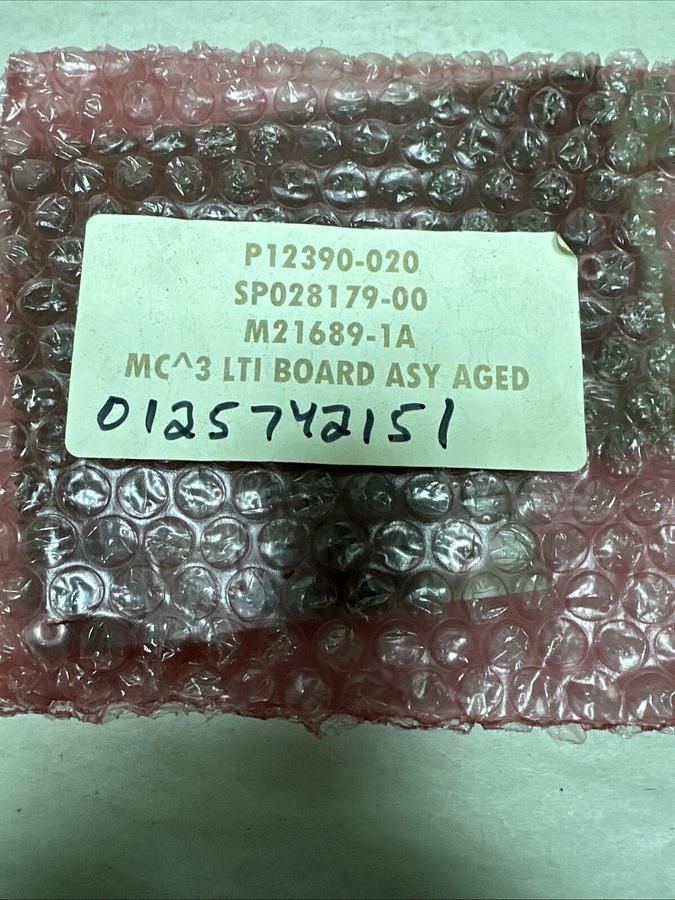 P12390-020
SP028179-00
M21689-1A
MC^3 LTI BOARD ASY AGED
0125742151